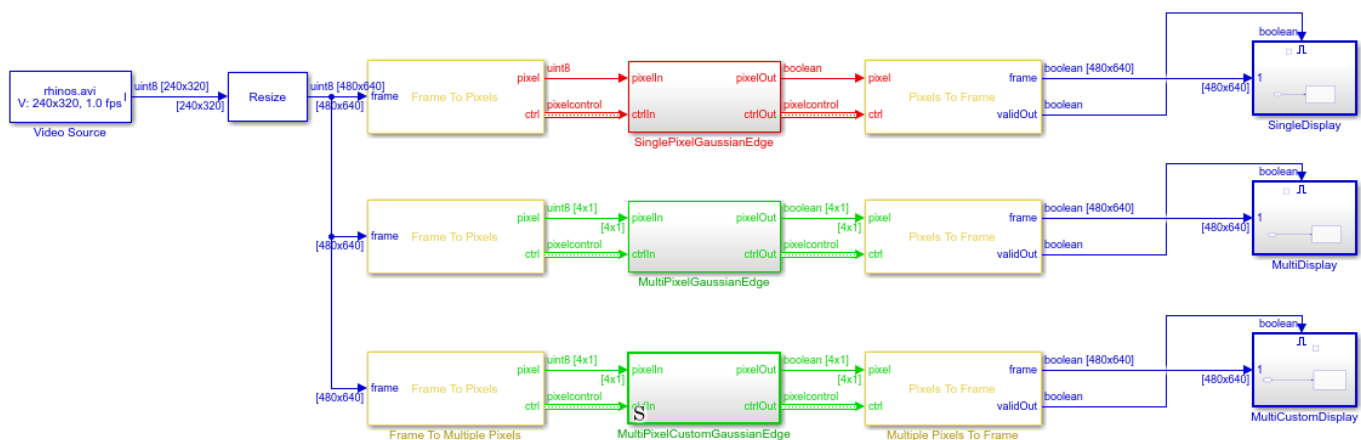 rhinos.avi
V: 240x320, 1.0 fps
I
Video Source
uint8 [240x320]
[240x320]
Resize
uint8 [480x640]
[480x640]
frame
Frame To Pixels
pixel
ctrl
uint8
pixelcontrol
pixelIn
ctrlIn
pixelOut
ctrlOut
SinglePixelGaussianEdge
boolean
pixelcontrol
pixel
ctrl
Pixels To Frame
frame
validOut
boolean [480x640]
boolean
[480x640]
boolean
1
SingleDisplay
[480x640]
frame
Frame To Pixels
pixel
ctrl
uint8 [4x1]
[4x1]
pixelcontrol
pixelIn
ctrlIn
pixelOut
ctrlOut
MultiPixelGaussianEdge
boolean [4x1]
[4x1]
pixelcontrol
pixel
ctrl
Pixels To Frame
frame
validOut
boolean [480x640]
boolean
[480x640]
boolean
1
MultiDisplay
[480x640]
frame
Frame To Pixels
pixel
ctrl
Frame To Multiple Pixels
uint8 [4x1]
[4x1]
pixelcontrol
pixelIn
S
pixelOut
ctrlOut
MultiPixelCustomGaussianEdge
boolean [4x1]
[4x1]
pixelcontrol
pixel
ctrl
Pixels To Frame
frame
validOut
Multiple Pixels To Frame
boolean [480x640]
boolean
[480x640]
boolean
1
MultiCustomDisplay